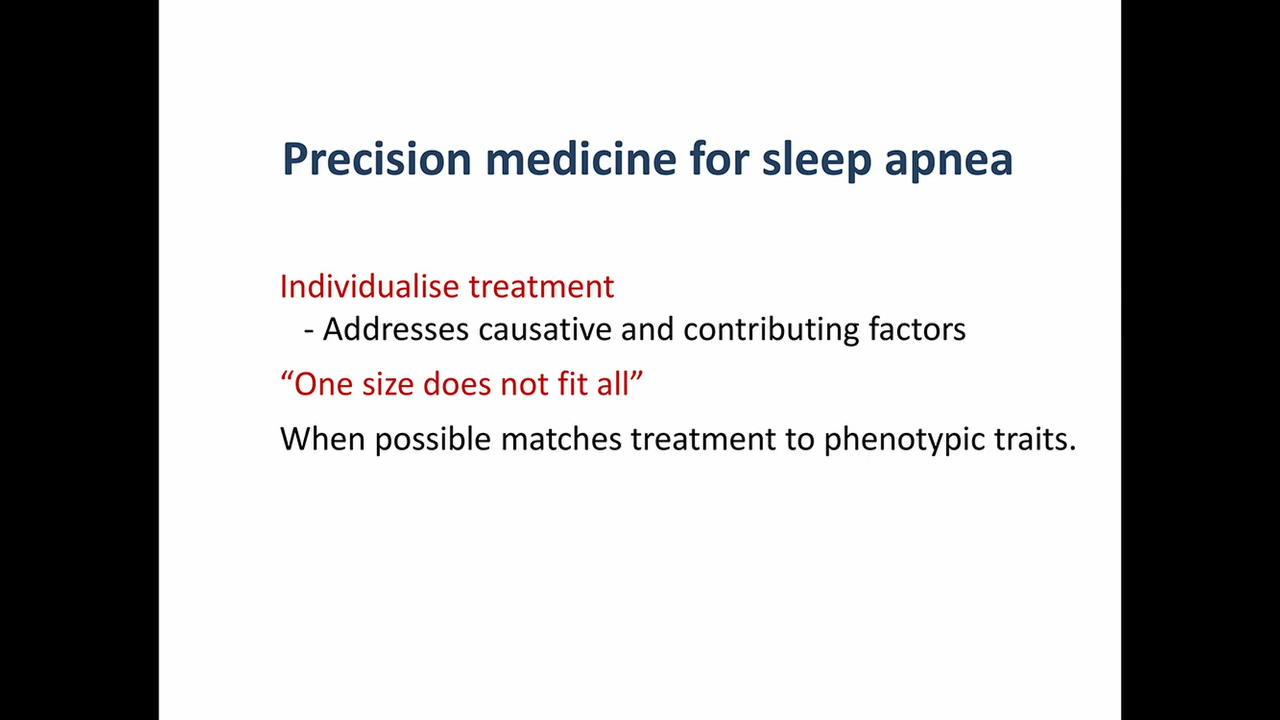 Precision medicine for sleep apnea
Individualise treatment
- Addresses causative and contributing factors
“One size does not fit all”
When possible matches treatment to phenotypic traits.